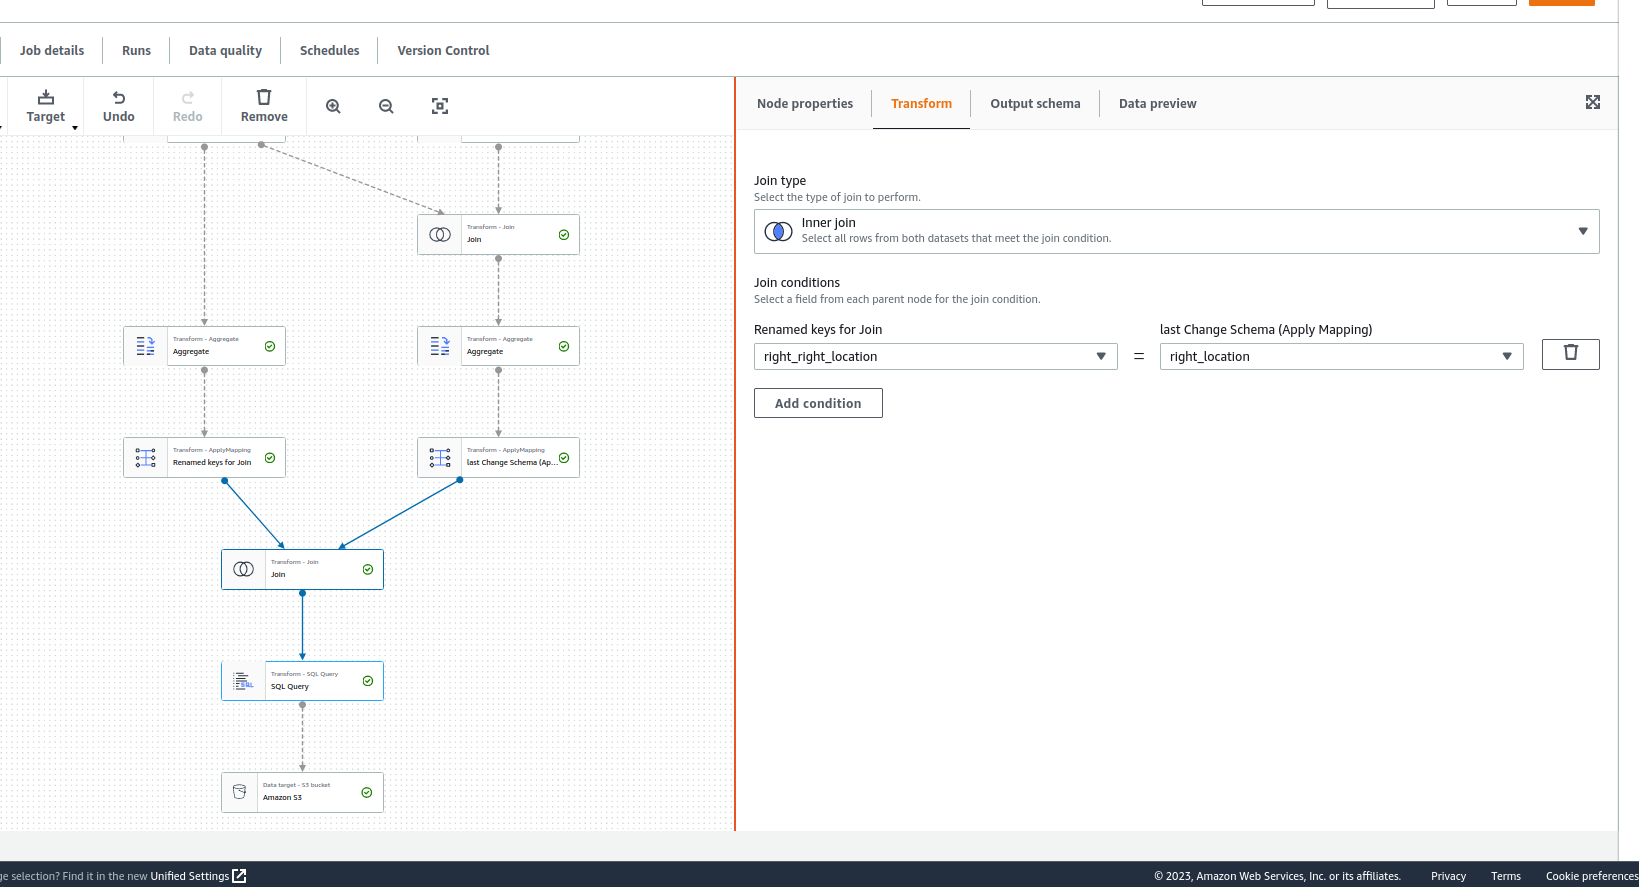 Job details
Runs
Data quality
Schedules
Version Control
Target
Undo
Redo
Remove
Node properties
Transform
Output schema
Data preview
Transform - Join
Join
Transform - Aggregate
Aggregate
Transform - Aggregate
Aggregate
Transform - ApplyMapping
Renamed keys for Join
Transform - ApplyMapping
last Change Schema (Ap...
Transform - Join
Join
Transform - SQL Query
SQL Query
Data target - S3 bucket
Amazon S3
Join type
Select the type of join to perform.
Inner join
Select all rows from both datasets that meet the join condition.
Join conditions
Select a field from each parent node for the join condition.
Renamed keys for Join
last Change Schema (Apply Mapping)
right_right_location
=
right_location
Add condition
ge selection? Find it in the new Unified Settings
© 2023, Amazon Web Services, Inc. or its affiliates.
Privacy
Terms
Cookie preferences